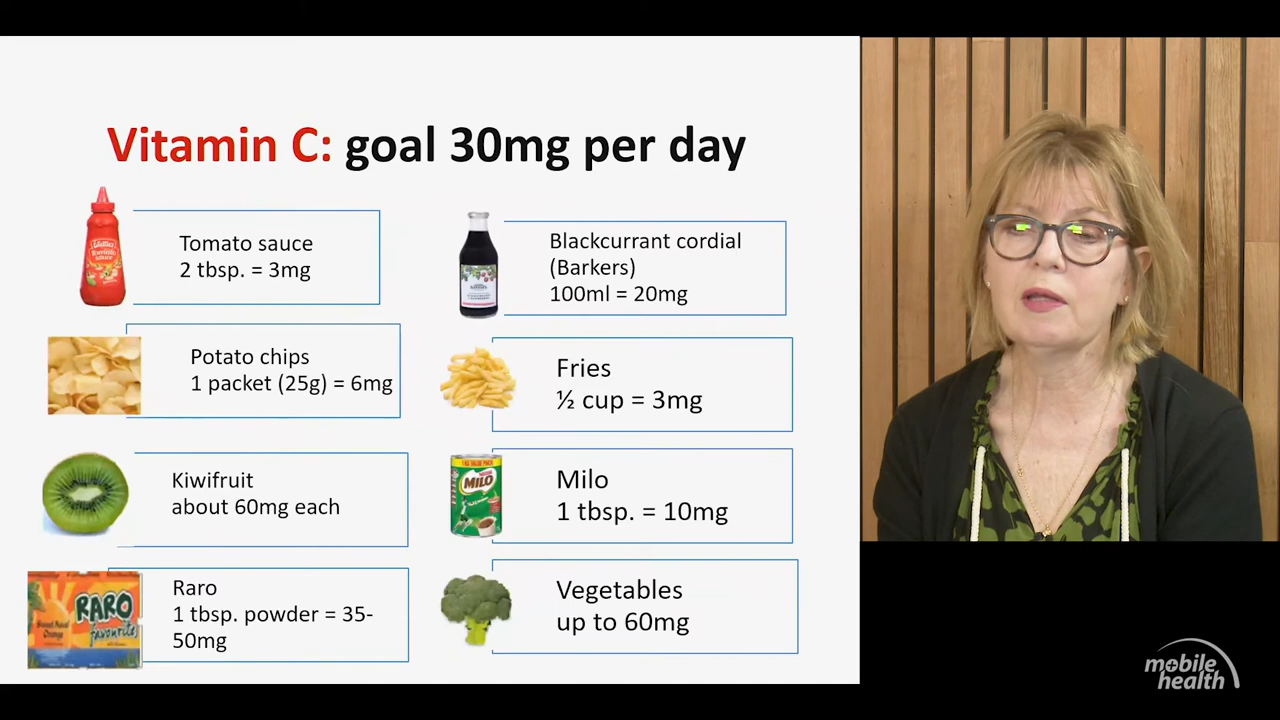 Vitamin C: goal 30mg per day
Tomato sauce
2 tbsp. = 3mg
Blackcurrant cordial
(Barkers)
100ml = 20mg
Potato chips
1 packet (25g) = 6mg
Fries
½ cup = 3mg
Kiwifruit
about 60mg each
MILO
Milo
1 tbsp. = 10mg
RARO
favourites
Raro
1 tbsp. powder = 35-
50mg
Vegetables
up to 60mg
mobile
health